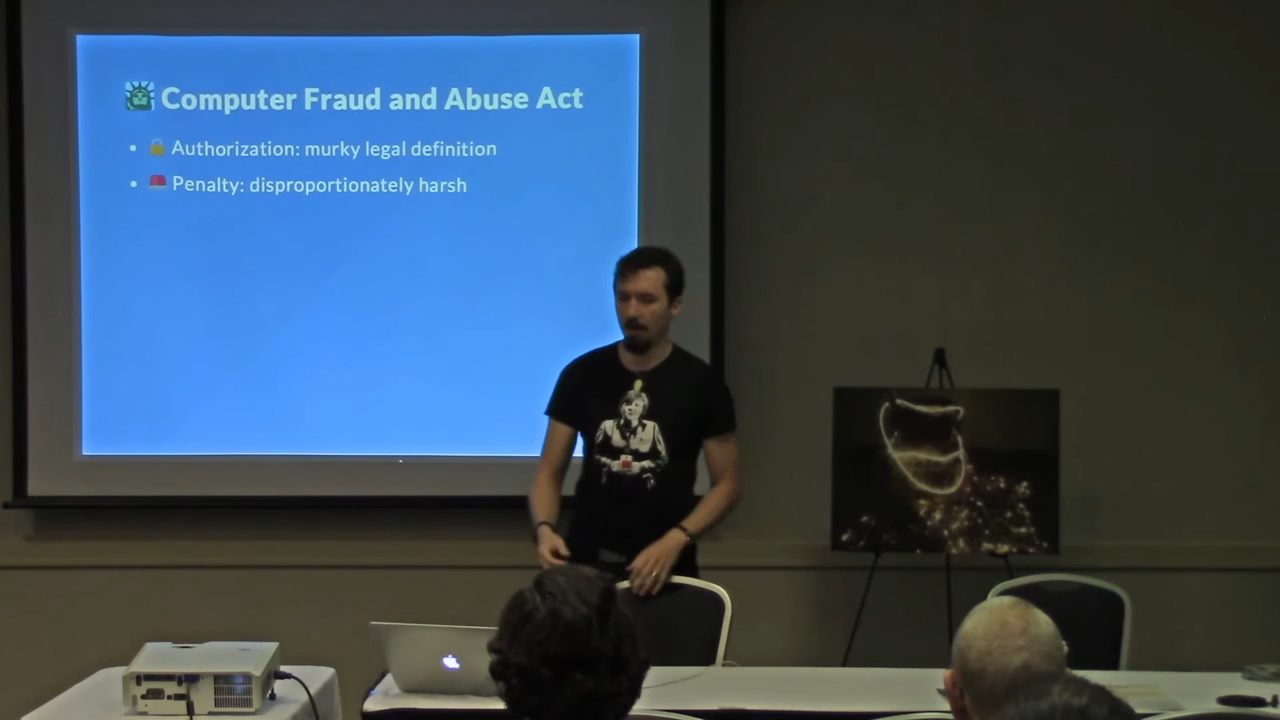 Computer Fraud and Abuse Act
Authorization: murky legal definition
Penalty: disproportionately harsh